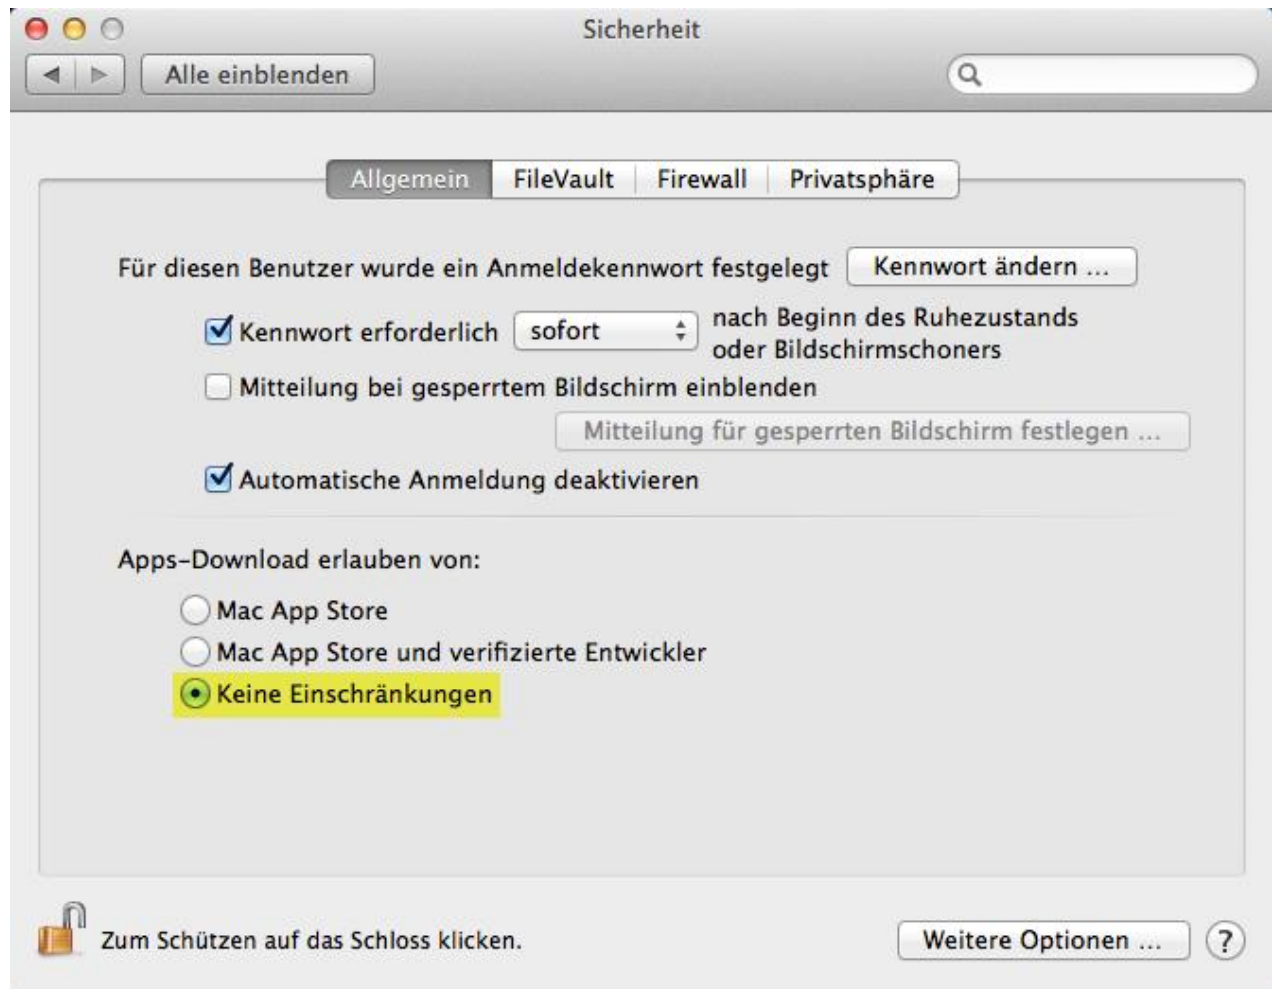 Sicherheit
Alle einblenden
Allgemein FileVault Firewall Privatsphäre
Für diesen Benutzer wurde ein Anmeldekennwort festgelegt Kennwort ändern ...
Kennwort erforderlich sofort nach Beginn des Ruhezustands
oder Bildschirmschoners
Mitteilung bei gesperrtem Bildschirm einblenden
Mitteilung für gesperrten Bildschirm festlegen ...
Automatische Anmeldung deaktivieren
Apps-Download erlauben von:
Mac App Store
Mac App Store und verifizierte Entwickler
Keine Einschränkungen
Zum Schützen auf das Schloss klicken. Weitere Optionen ... ?